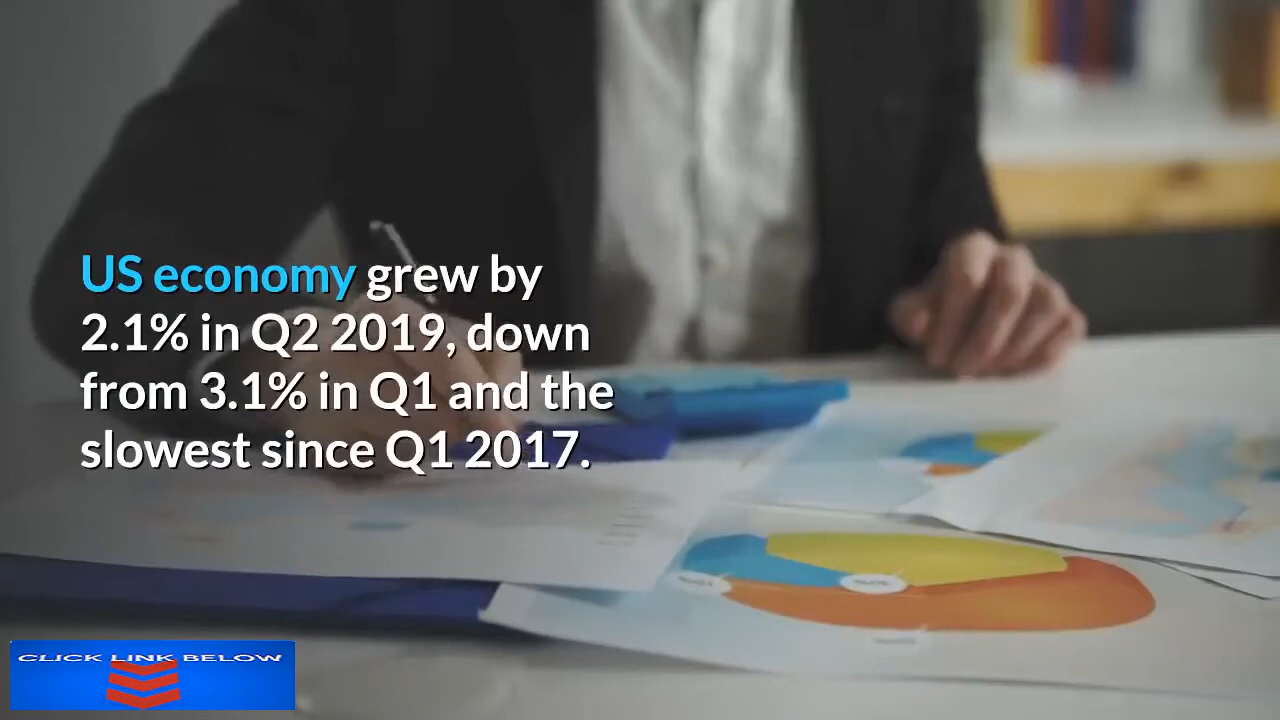 US economy grew by
2.1% in Q2 2019, down
from 3.1% in Q1 and the
slowest since Q1 2017.
CLICK LINK BELOW